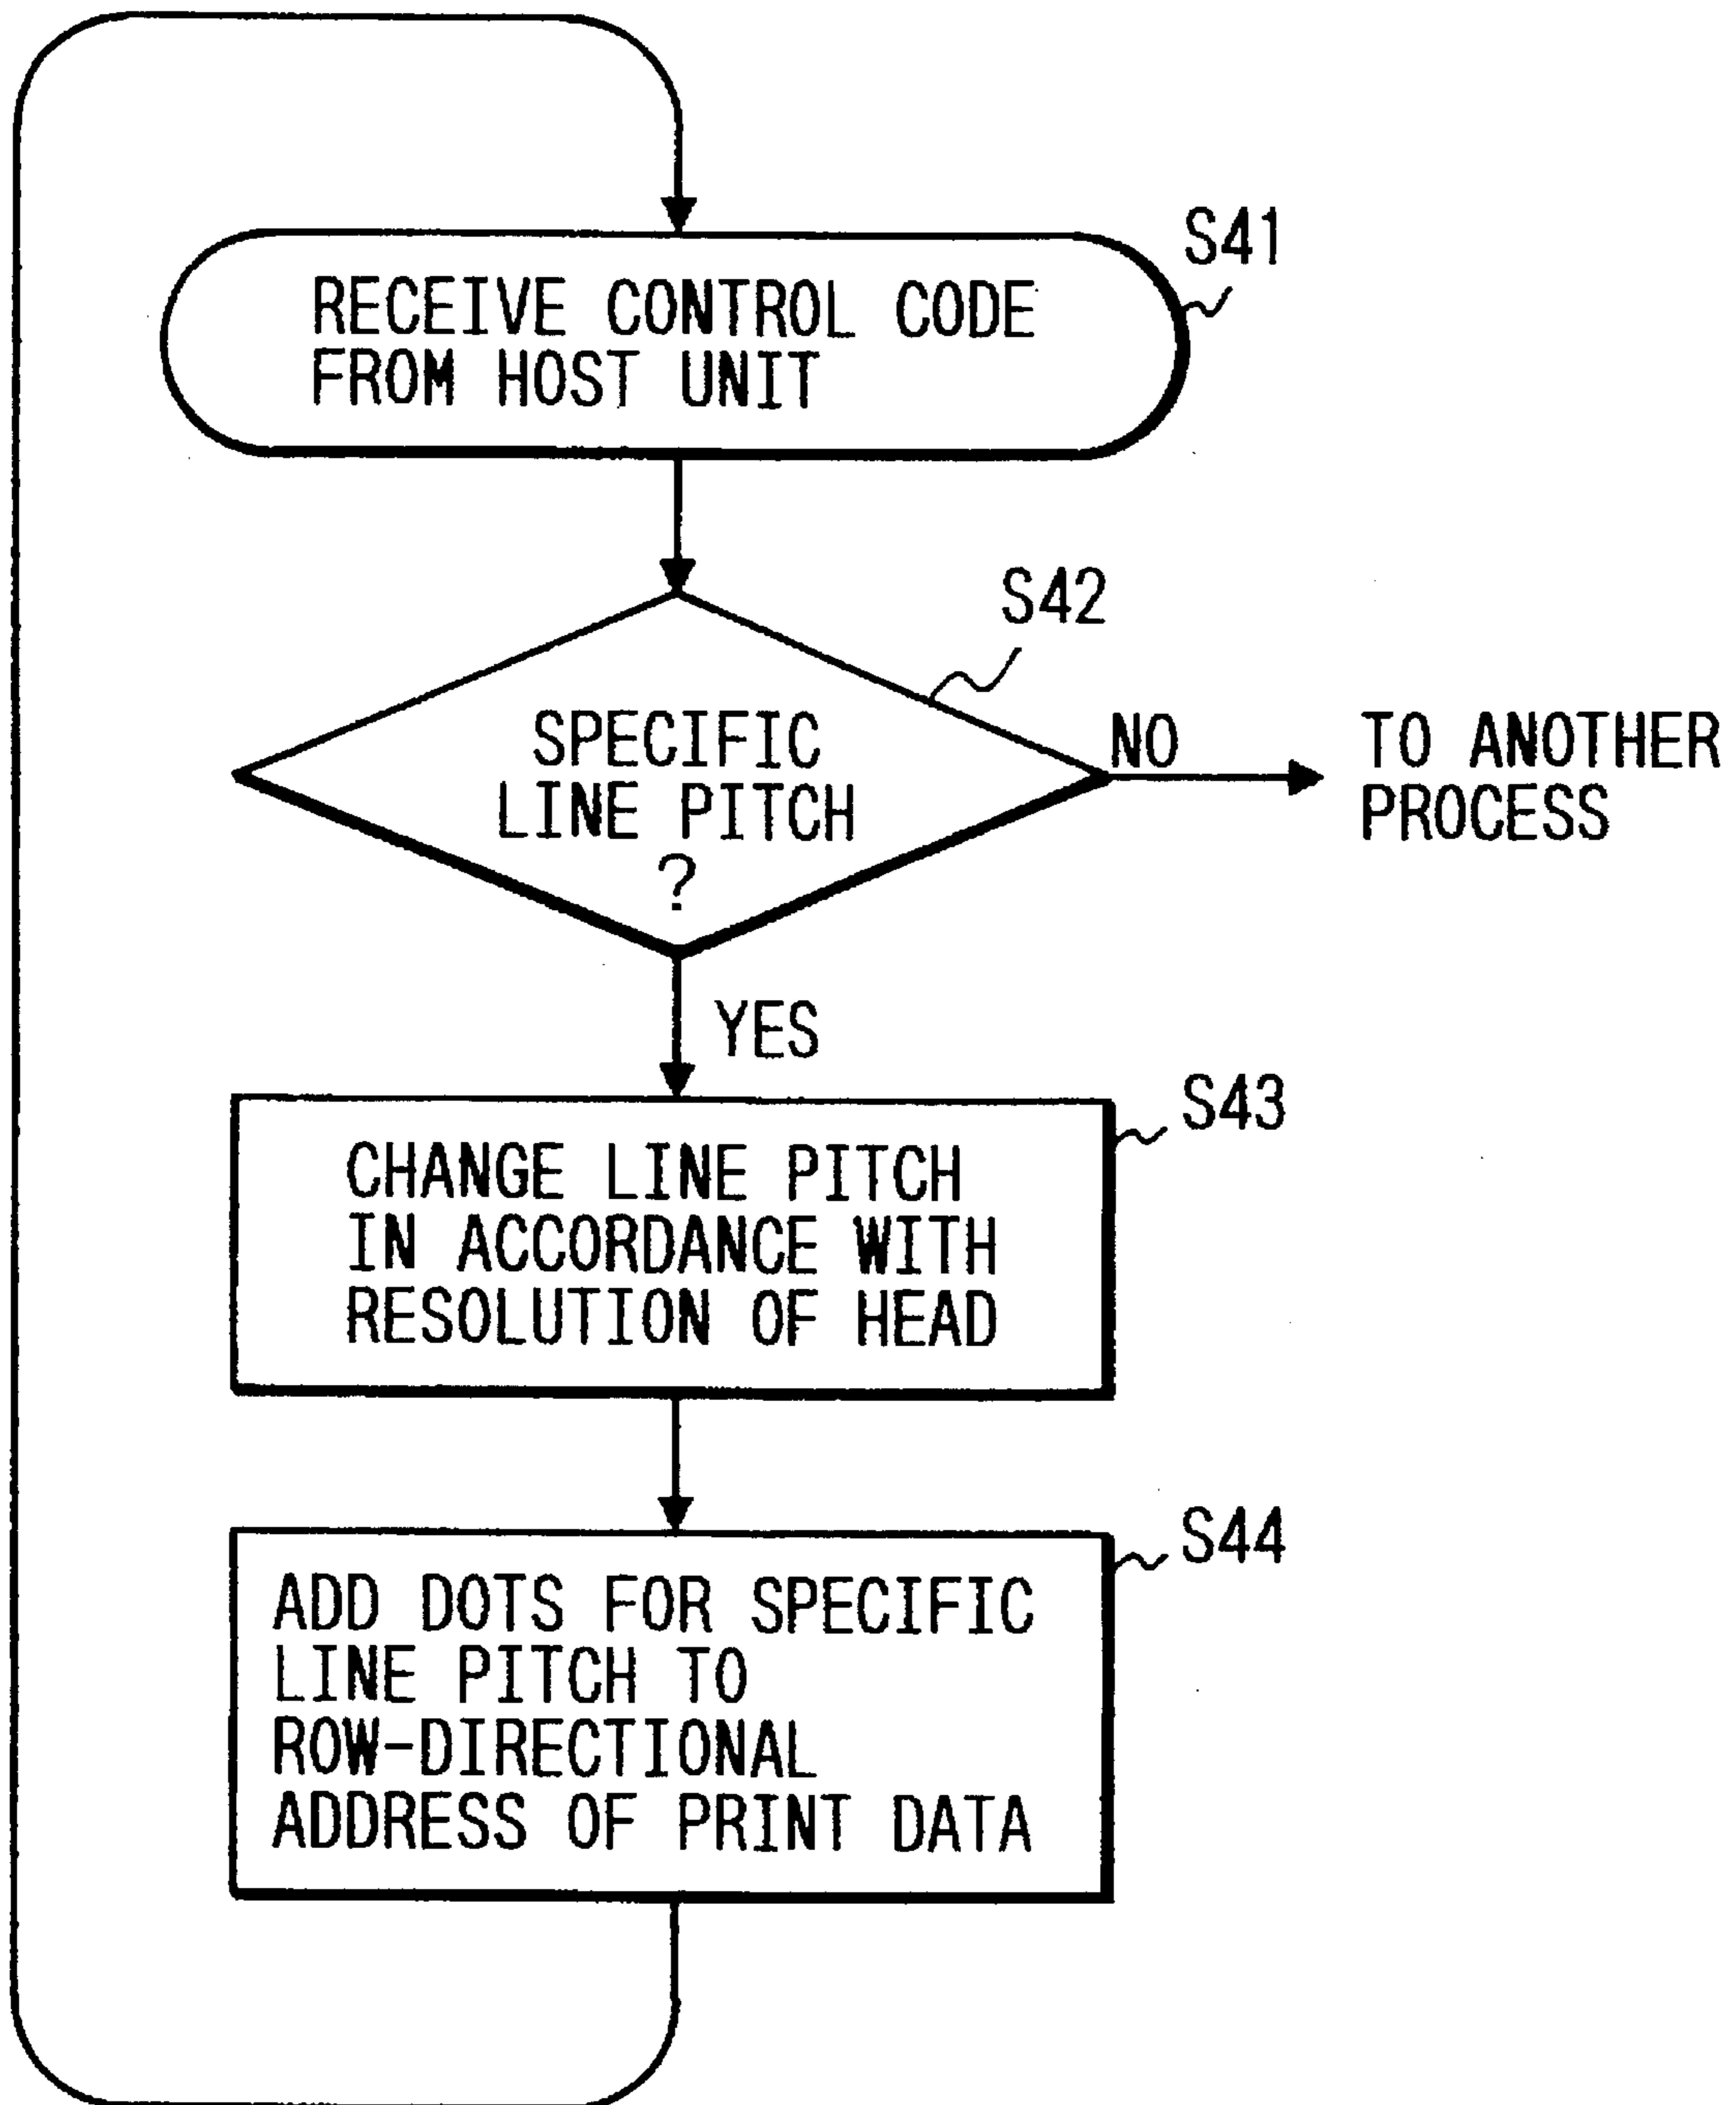 S41
RECEIVE CONTROL CODE
FROM HOST UNIT
S42
SPECIFIC
LINE PITCH
?
NO
TO ANOTHER
PROCESS
YES
S43
CHANGE LINE PITCH
IN ACCORDANCE WITH
RESOLUTION OF HEAD
S44
ADD DOTS FOR SPECIFIC
LINE PITCH TO
ROW-DIRECTIONAL
ADDRESS OF PRINT DATA